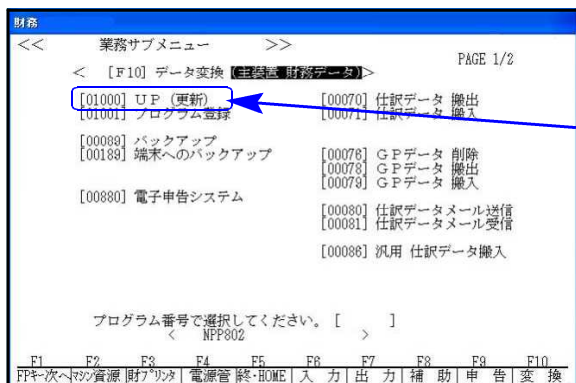 財務
<<　業務サブメニュー　>>
PAGE 1/2
< [F10] データ変換 (主装置 財務データ)>
[01000] UP (更新)
[01001] プログラム登録
[00089] バックアップ
[00189] 端末へのバックアップ
[00880] 電子申告システム
[00070] 仕訳データ 搬出
[00071] 仕訳データ 搬入
[00076] GPデータ 削除
[00078] GPデータ 搬出
[00079] GPデータ 搬入
[00080] 仕訳データメール送信
[00081] 仕訳データメール受信
[00086] 汎用 仕訳データ搬入
プログラム番号で選択してください。 [　　]
< NPP802 >
F1 F2 F3 F4 F5 F6 F7 F8 F9 F10
FPキー次へ|マシン資源|財プリンタ|電源管|終・HOME|入 力|出 力|補 助|申 告|変 換